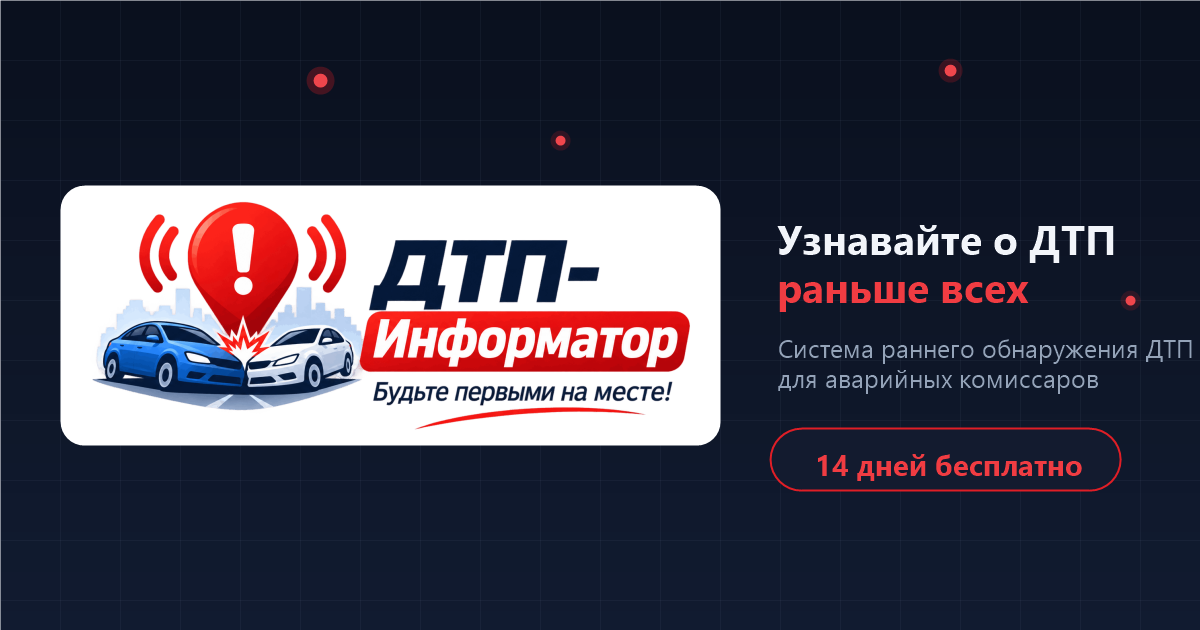 ДТП-
Информатор
Будьте первыми на месте!
Узнавайте о ДТП
раньше всех
Система раннего обнаружения ДТП
для аварийных комиссаров
14 дней бесплатно